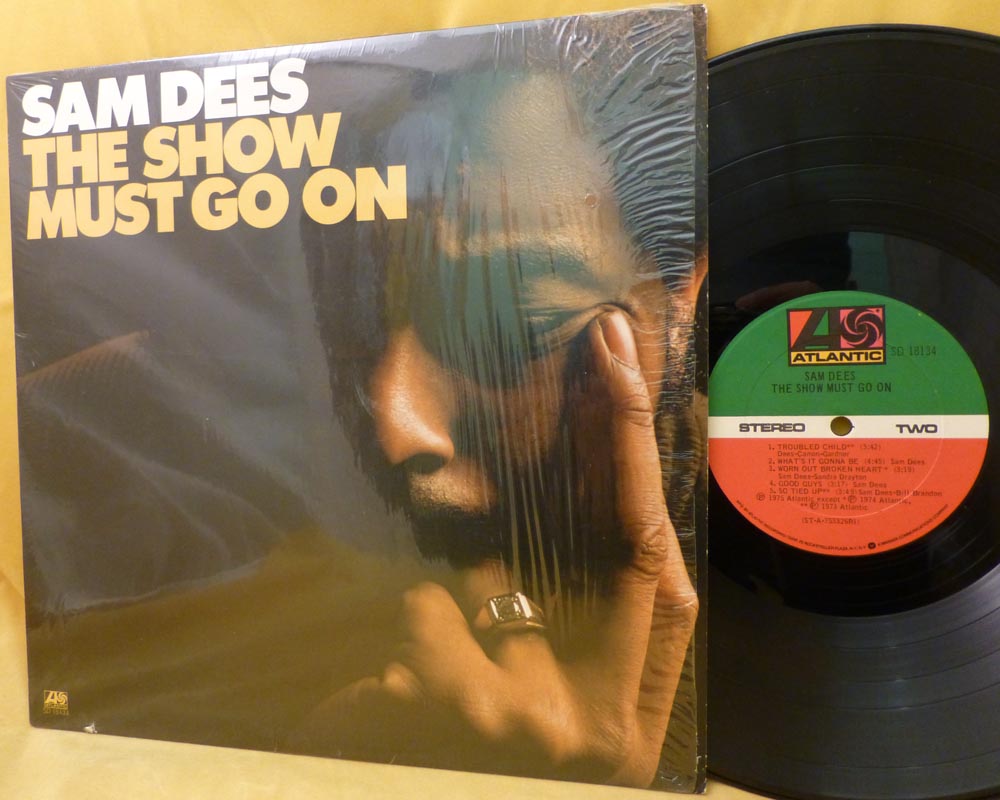 SAM DEES
THE SHOW
MUST GO ON
ATLANTIC
SD 18134
SAM DEES
THE SHOW MUST GO ON
STEREO TWO
1. TROUBLED CHILD** (3:42)
Dees-Camon-Gardner
2. WHAT'S IT GONNA BE (4:45) Sam Dees
3. WORN OUT BROKEN HEART* (3:19)
Sam Dees-Sandra Drayton
4. GOOD GUYS (3:17) Sam Dees
5. SO TIED UP** (3:43) Sam Dees-Bill Brandon
℗ 1975 Atlantic except *℗ 1974 Atlantic,
**℗ 1973 Atlantic.